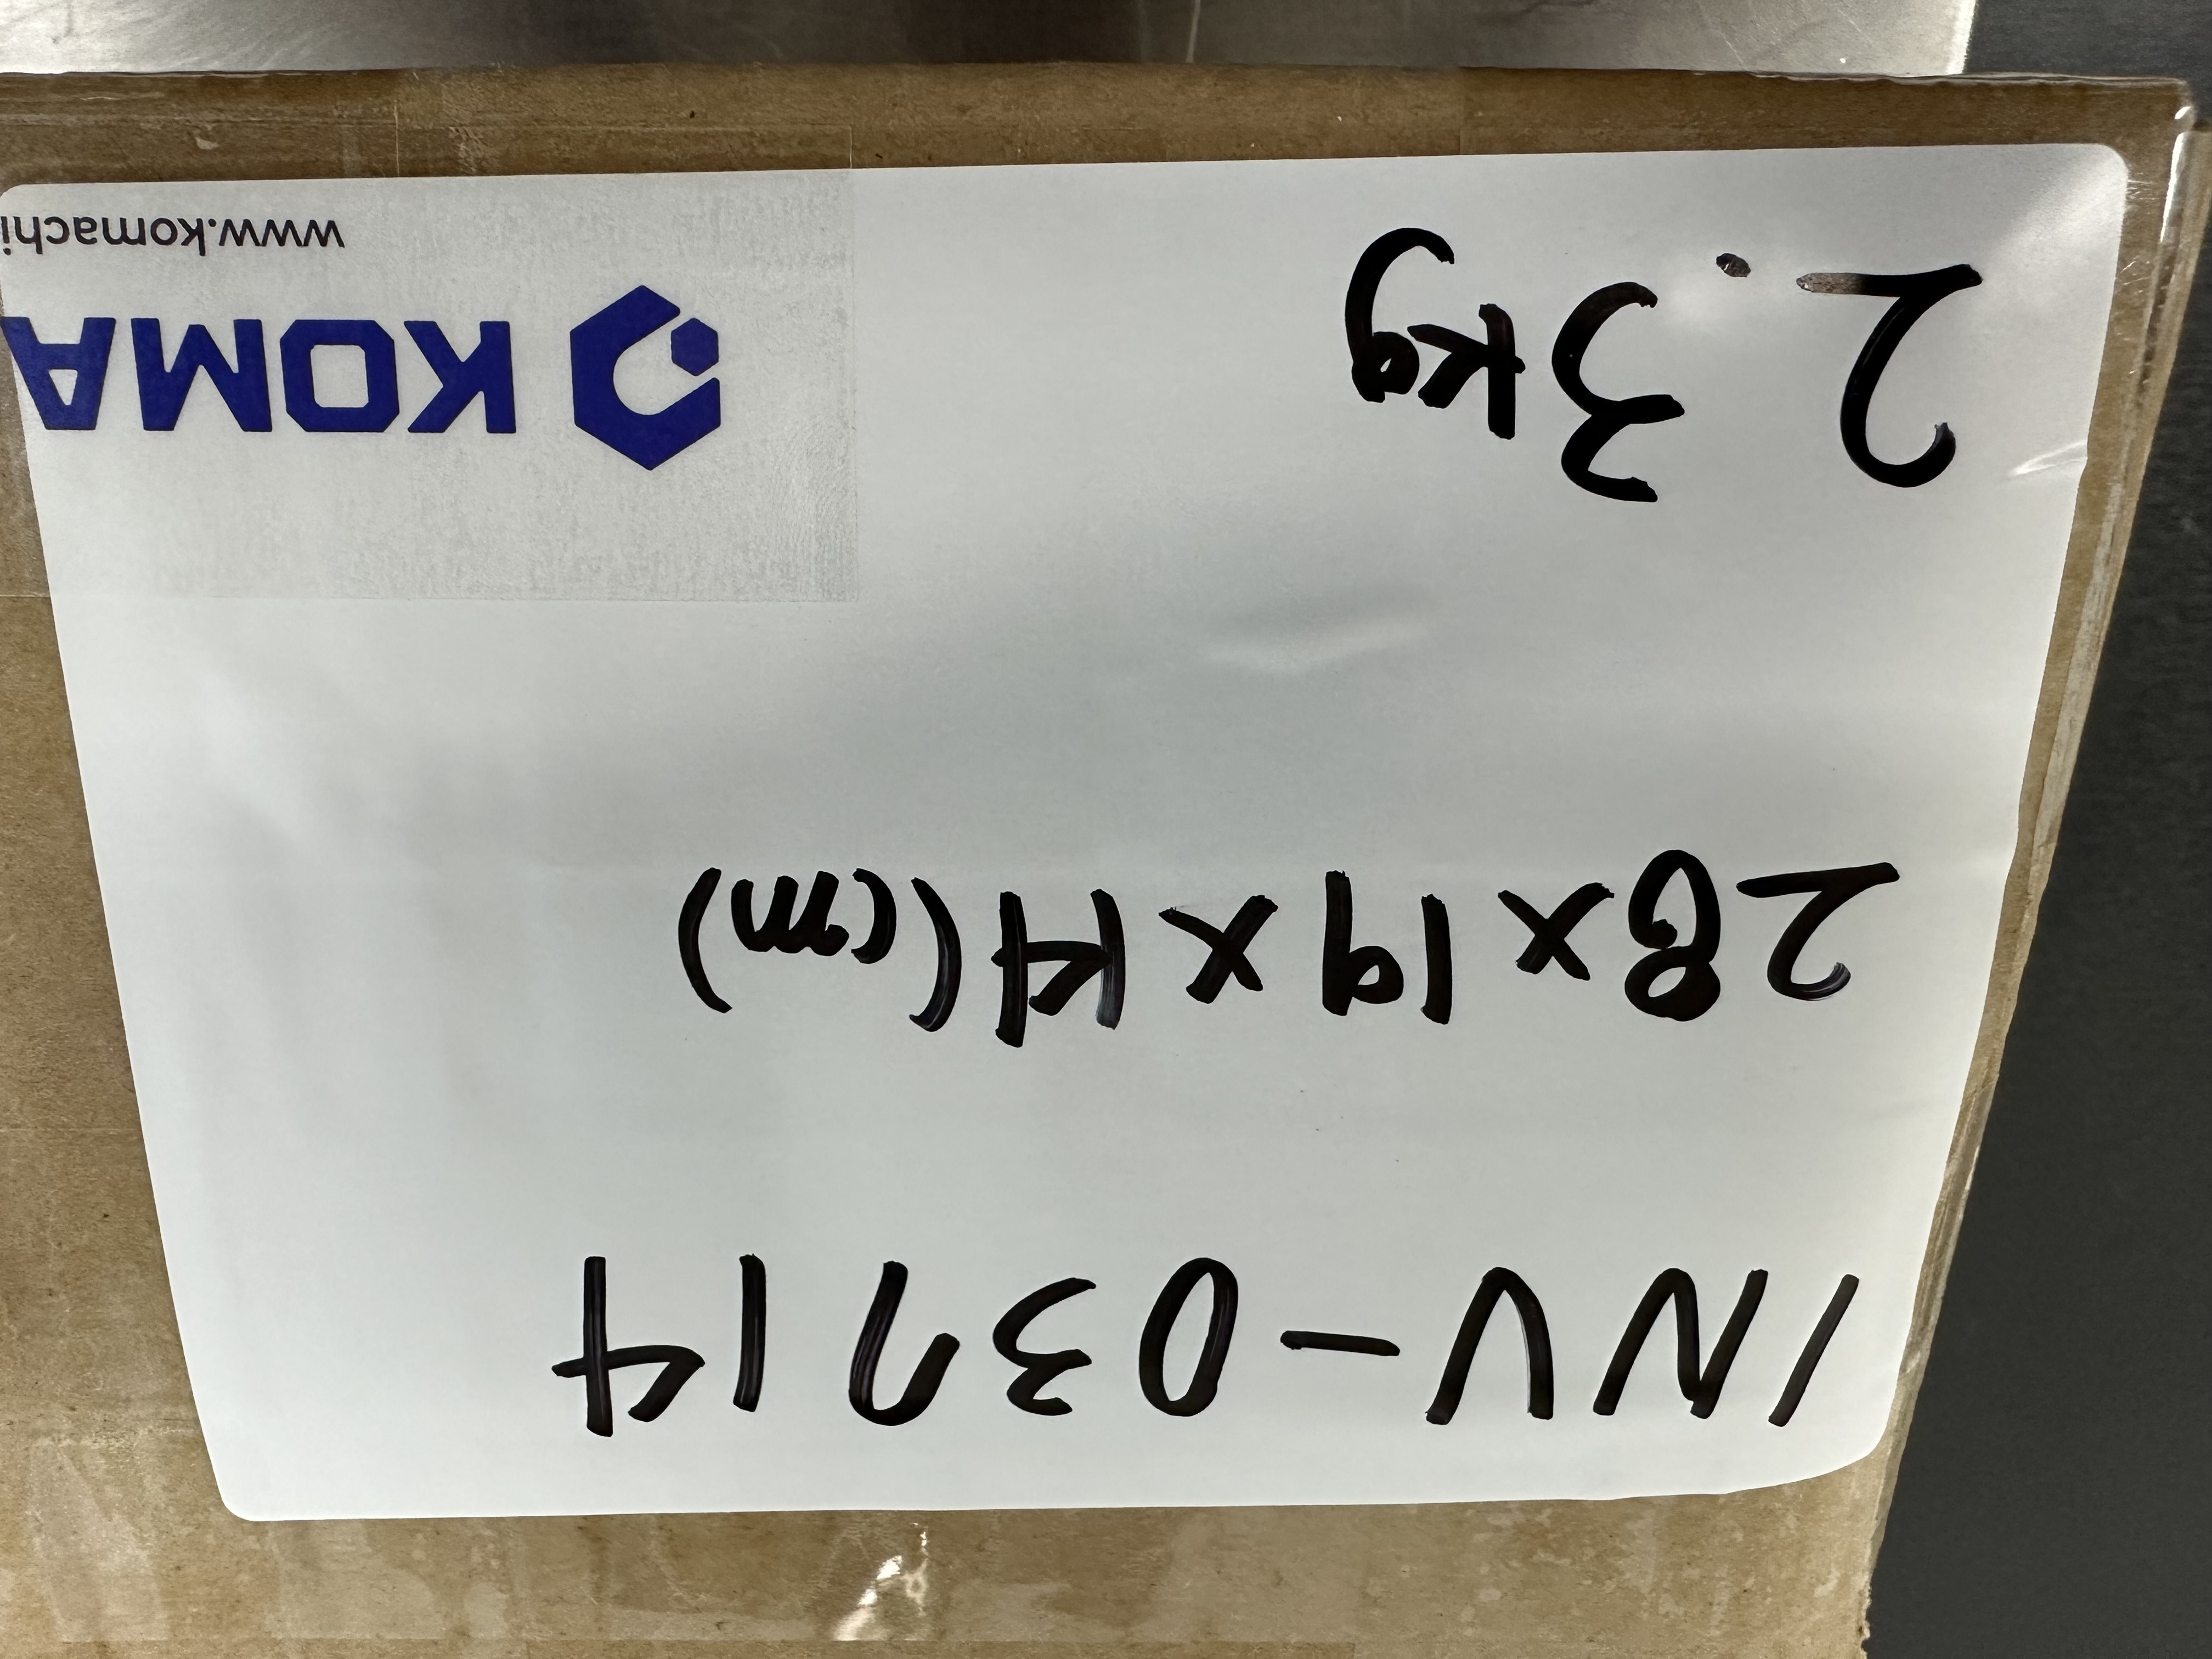 INV-03714
28x19x14(cm)
2.3kg
KOMA
www.komachi